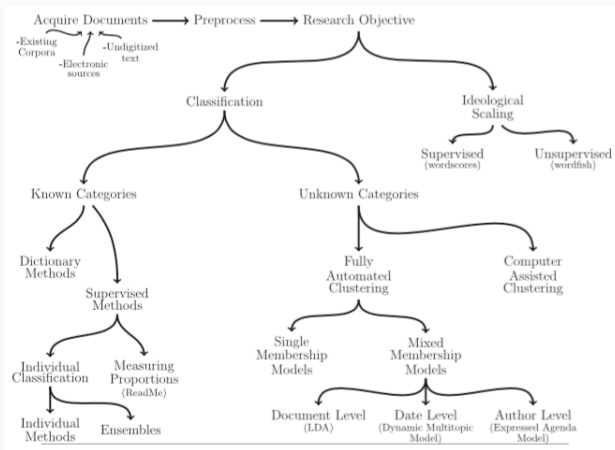 Acquire Documents Preprocess Research Objective
-Existing
Corpora
-Electronic
sources
-Undigitized
text
Classification
Ideological
Scaling
Supervised
(wordscores)
Unsupervised
(wordfish)
Known Categories
Unknown Categories
Dictionary
Methods
Supervised
Methods
Fully
Automated
Clustering
Computer
Assisted
Clustering
Individual
Classification
Measuring
Proportions
(ReadMe)
Single
Membership
Models
Mixed
Membership
Models
Individual
Methods
Ensembles
Document Level
(LDA)
Date Level
(Dynamic Multitopic
Model)
Author Level
(Expressed Agenda
Model)